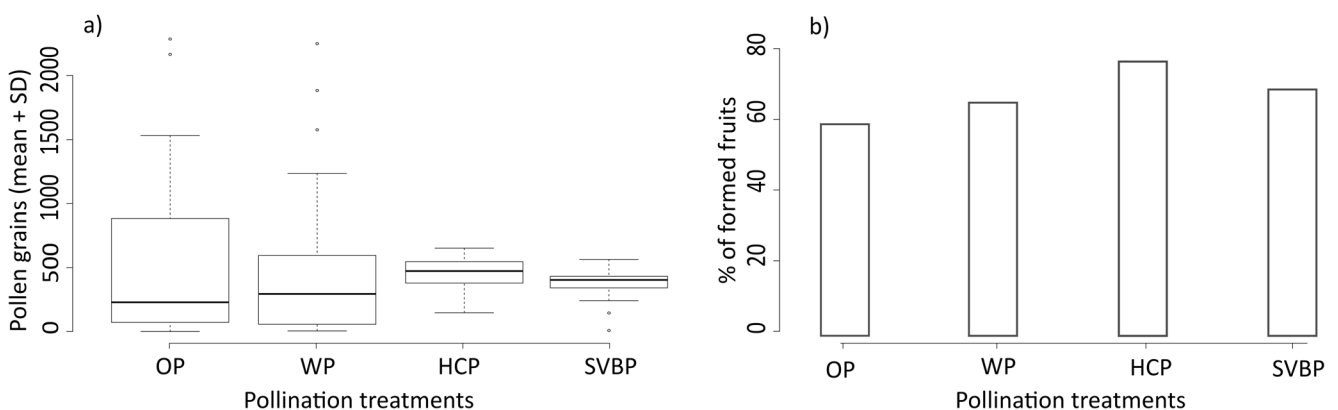 a)
Pollen grains (mean + SD)
2000
1500
1000
500
0
OP WP HCP SVBP
Pollination treatments
b)
% of formed fruits
80
60
40
20
0
OP WP HCP SVBP
Pollination treatments